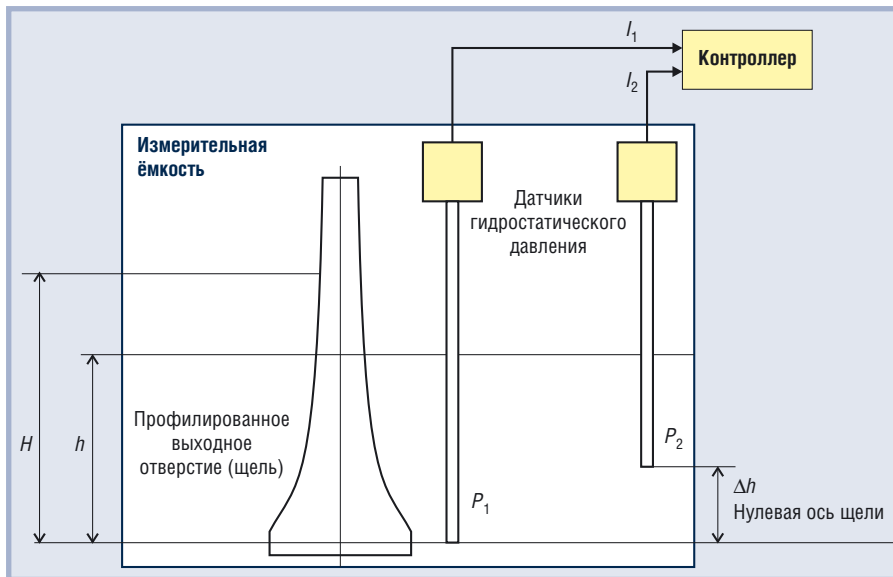 I₁
Контроллер
I₂
Измерительная
ёмкость
Датчики
гидростатического
давления
Профилированное
выходное
отверстие (щель)
H
h
P₁
P₂
Δh
Нулевая ось щели